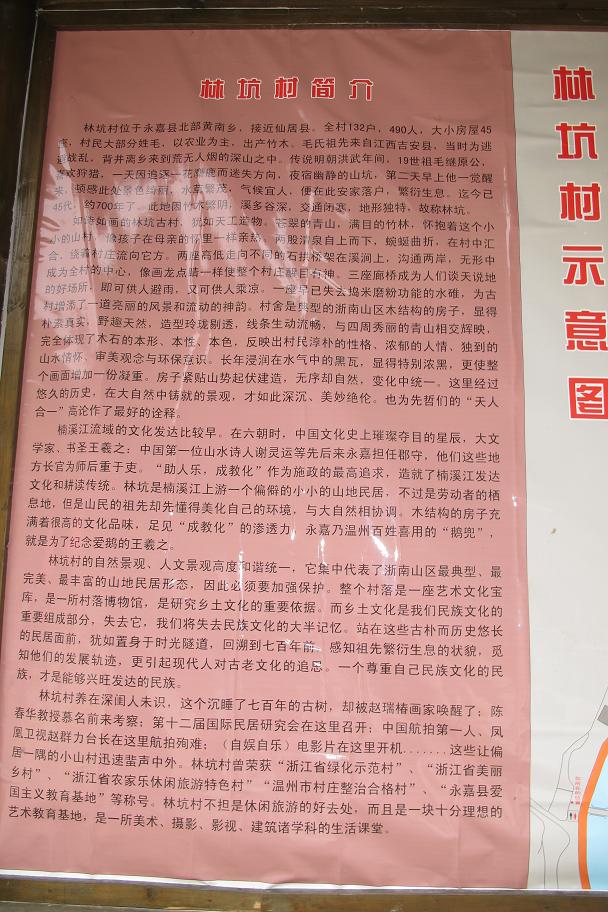 林坑村简介
林坑村位于永嘉县北部黄南乡，接近仙居县。全村132户，490人，大小房屋45
座，村民大部分姓毛，以农业为主，出产竹木。毛氏祖先来自江西吉安县，当时为逃
避战乱，背井离乡来到荒无人烟的深山之中。传说明朝洪武年间，19世祖毛继原公，
喜欢狩猎，一天因追逐一花麂鹿而迷失方向，夜宿幽静的山坑，第二天早上他一觉醒
来，顿感此处景色绮丽，水草繁茂，气候宜人，便在此安家落户，繁衍生息。迄今已
45代，约700年了。此地因竹木繁阴，溪多谷深，交通闭塞，地形独特，故称林坑。
如诗如画的林坑古村，犹如天工造物。苍翠的青山，满目的竹林，怀抱着这个小
小的山村，像孩子在母亲的怀里一样亲热，两股清泉自上而下，蜿蜒曲折，在村中汇
合，绕着村庄流向它方。两座高低走向不同的石拱桥架在溪涧上，沟通两岸，无形中
成为全村的中心，像画龙点睛一样使整个村庄醒目有神。三座廊桥成为人们谈天说地
的好场所，即可供人避雨，又可供人乘凉。一座早已失去捣米磨粉功能的水碓，为古
村增添了一道亮丽的风景和流动的神韵。村舍是典型的浙南山区木结构的房子，显得
朴素真实，野趣天然，造型玲珑剔透，线条生动流畅，与四周秀丽的青山相交辉映，
完全体现了木石的本形、本性、本色，反映出村民淳朴的性格、浓郁的人情、独到的
山水情怀、审美观念与环保意识。长年浸润在水气中的黑瓦，显得特别浓黑，更使整
个画面增加一份凝重。房子紧贴山势起伏建造，无序却自然，变化中统一。这里经过
悠久的历史，在大自然中铸就的景观，才如此深沉、美妙绝伦。也为先哲们的“天人
合一”高论作了最好的诠释。
楠溪江流域的文化发达比较早。在六朝时，中国文化史上璀璨夺目的星辰，大文
学家、书圣王羲之；中国第一位山水诗人谢灵运等先后来永嘉担任郡守，他们这些地
方长官为师后重于吏。“助人乐，成教化”作为施政的最高追求，造就了楠溪江发达
文化和耕读传统。林坑是楠溪江上游一个偏僻的小小的山地民居，不过是劳动者的栖
息地，但是山民的祖先却先懂得美化自己的环境，与大自然相协调。木结构的房子充
满着很高的文化品味，足见“成教化”的渗透力，永嘉乃温州百姓喜用的“鹅兜”，
就是为了纪念爱鹅的王羲之。
林坑村的自然景观、人文景观高度和谐统一，它集中代表了浙南山区最典型、最
完美、最丰富的山地民居形态，因此必须要加强保护。整个村落是一座艺术文化宝
库，是一所村落博物馆，是研究乡土文化的重要依据。而乡土文化是我们民族文化的
重要组成部分，失去它，我们将失去民族文化的大半记忆。站在这些古朴而历史悠长
的民居面前，犹如置身于时光隧道，回溯到七百年前，感知祖先繁衍生息的状貌，觅
知他们的发展轨迹，更引起现代人对古老文化的追思。一个尊重自己民族文化的民
族，才是能够兴旺发达的民族。
林坑村养在深闺人未识，这个沉睡了七百年的古树，却被赵瑞椿画家唤醒了；陈
春华教授慕名前来考察；第十二届国际民居研究会在这里召开；中国航拍第一人、凤
凰卫视赵群力台长在这里航拍殉难；（自娱自乐）电影片在这里开机.......这些让偏
居一隅的小山村迅速蜚声中外。林坑村曾荣获“浙江省绿化示范村”、“浙江省美丽
乡村”、“浙江省农家乐休闲旅游特色村”“温州市村庄整治合格村”、“永嘉县爱
国主义教育基地”等称号。林坑村不担是休闲旅游的好去处，而且是一块十分理想的
艺术教育基地，是一所美术、摄影、影视、建筑诸学科的生活课堂。
林坑村示意图